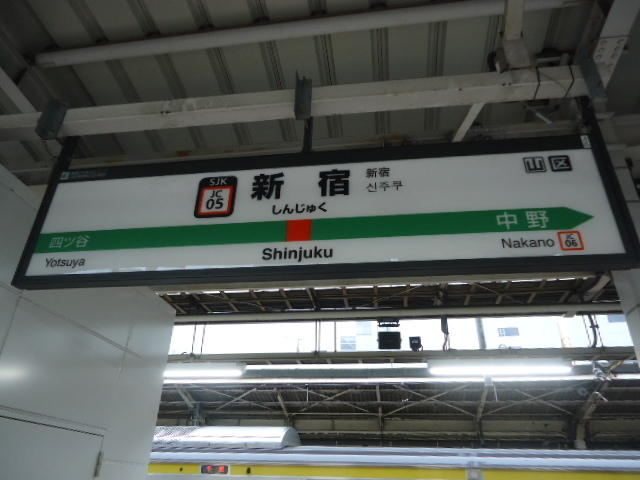 SJK
JC
05
新宿
しんじゅく
新宿
신주쿠
山区
四ツ谷
Yotsuya
Shinjuku
中野
Nakano
JC
06